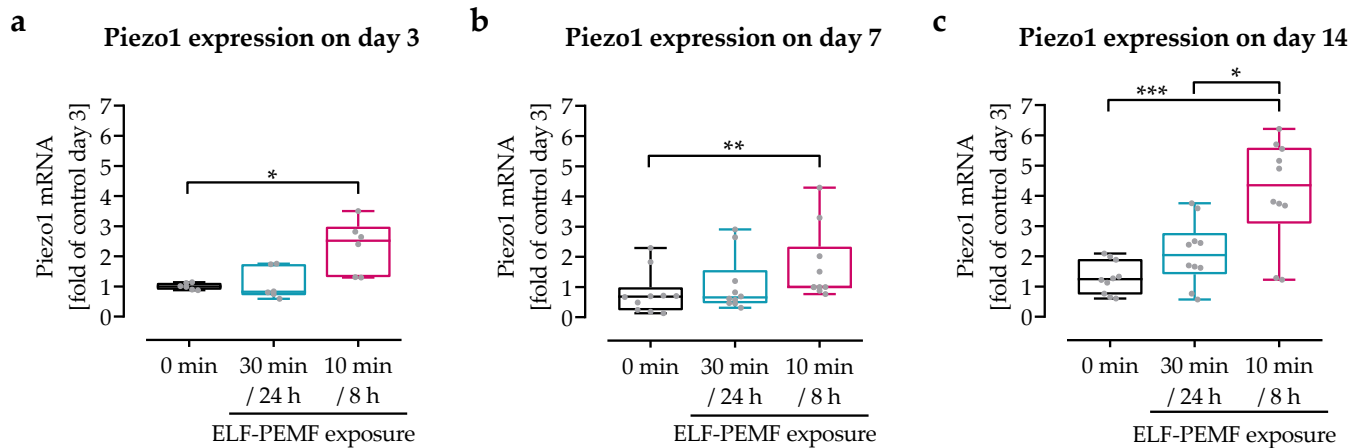 a
Piezo1 expression on day 3
Piezo1 mRNA
[fold of control day 3]
7
6
5
4
3
2
1
0
*
0 min
30 min
/ 24 h
10 min
/ 8 h
ELF-PEMF exposure
b
Piezo1 expression on day 7
Piezo1 mRNA
[fold of control day 3]
7
6
5
4
3
2
1
0
**
0 min
30 min
/ 24 h
10 min
/ 8 h
ELF-PEMF exposure
c
Piezo1 expression on day 14
Piezo1 mRNA
[fold of control day 3]
7
6
5
4
3
2
1
0
*
***
0 min
30 min
/ 24 h
10 min
/ 8 h
ELF-PEMF exposure